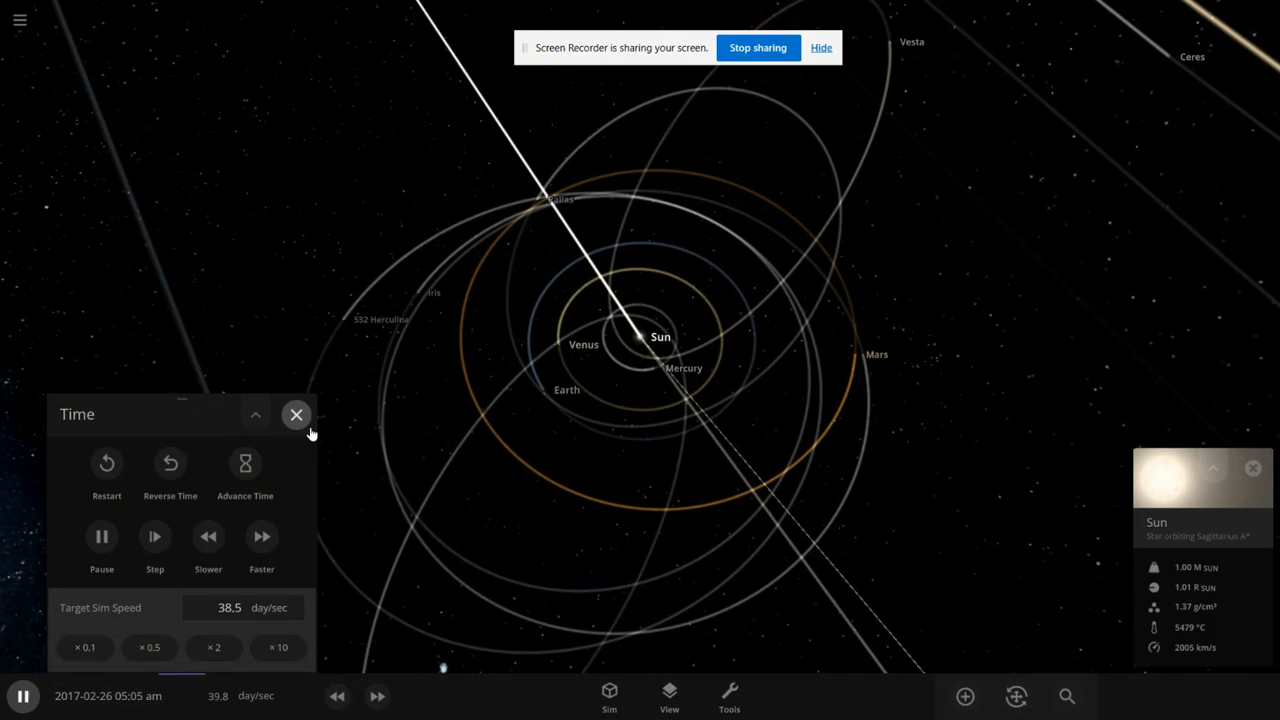 Screen Recorder is sharing your screen. Stop sharing Hide
Vesta
Ceres
Pallas
Iris
532 Herculina
Sun
Venus
Mercury
Mars
Earth
Time
Restart Reverse Time Advance Time
Pause Step Slower Faster
Target Sim Speed 38.5 day/sec
× 0.1 × 0.5 × 2 × 10
Sun
Star orbiting Sagittarius A*
1.00 M SUN
1.01 R SUN
1.37 g/cm³
5479 °C
2005 km/s
2017-02-26 05:05 am 39.8 day/sec
Sim View Tools